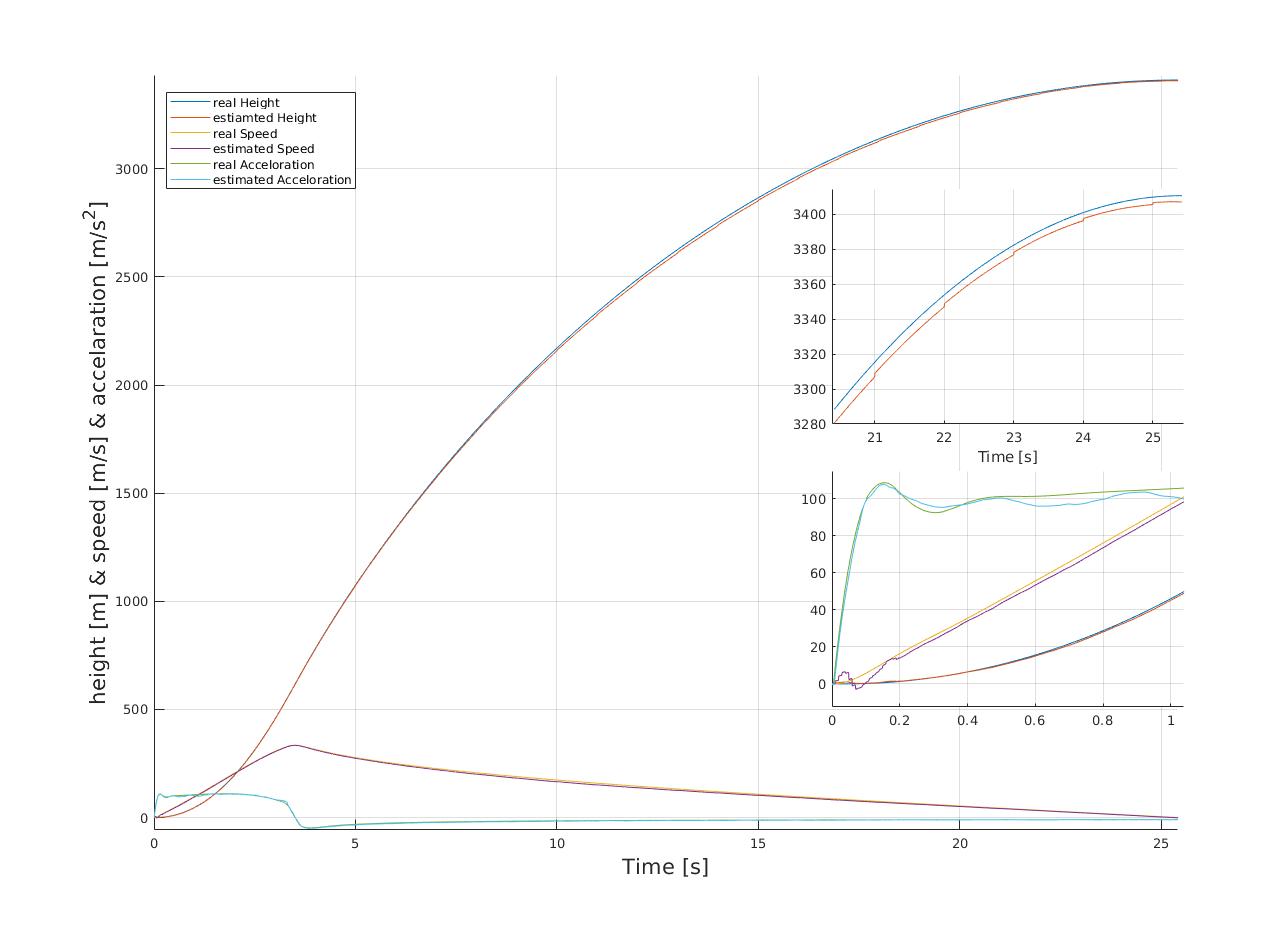 real Height
estiamted Height
real Speed
estimated Speed
real Acceloration
estimated Acceloration
height [m] & speed [m/s] & accelaration [m/s²]
3000
2500
2000
1500
1000
500
0
0 5 10 15 20 25
Time [s]
3400
3380
3360
3340
3320
3300
3280
21 22 23 24 25
Time [s]
100
80
60
40
20
0
0 0.2 0.4 0.6 0.8 1